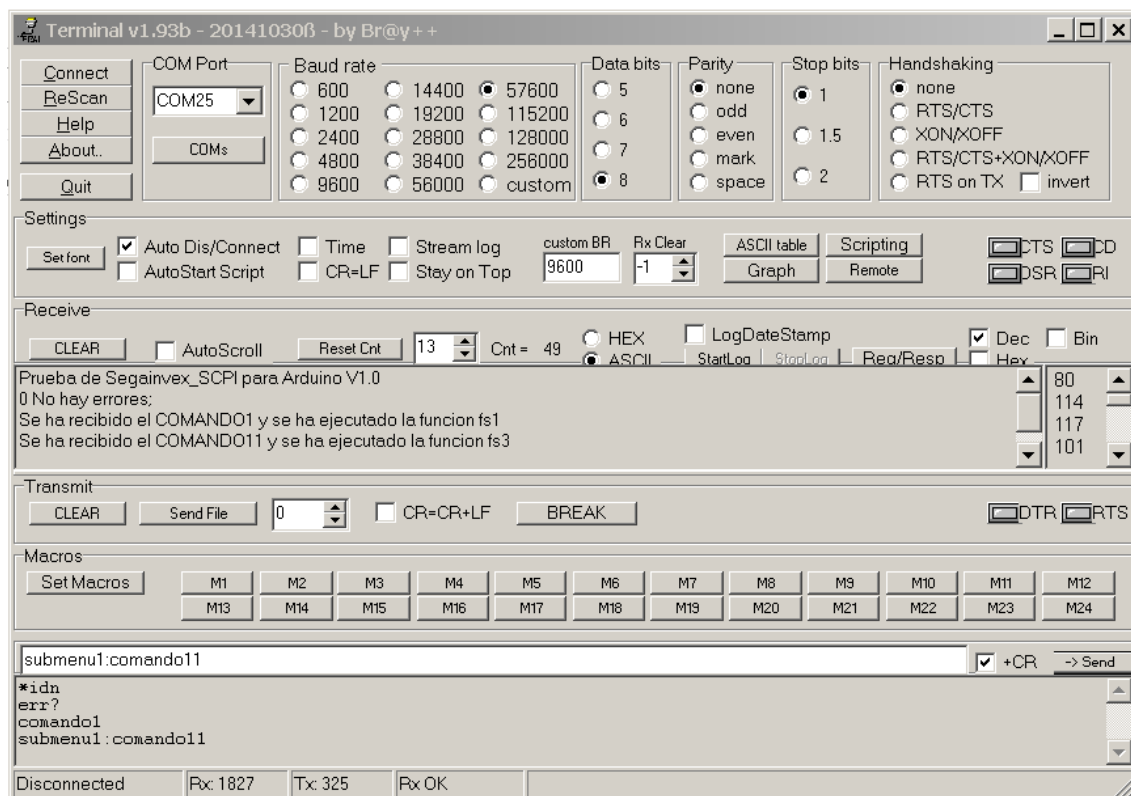 Terminal v1.93b - 20141030ß - by Br@y++
Connect
ReScan
Help
About..
Quit
COM Port
COM25
COMs
Baud rate
600 14400 57600
1200 19200 115200
2400 28800 128000
4800 38400 256000
9600 56000 custom
Data bits
5
6
7
8
Parity
none
odd
even
mark
space
Stop bits
1
1.5
2
Handshaking
none
RTS/CTS
XON/XOFF
RTS/CTS+XON/XOFF
RTS on TX invert
Settings
Set font
Auto Dis/Connect Time Stream log
AutoStart Script CR=LF Stay on Top
custom BR Rx Clear
9600 -1
ASCII table Scripting
Graph Remote
CTS CD
DSR RI
Receive
CLEAR AutoScroll Reset Cnt 13 Cnt = 49
HEX
ASCII
LogDateStamp
StartLog StopLog Req/Resp
Dec Bin
Hex
Prueba de Segainvex_SCPI para Arduino V1.0
0 No hay errores;
Se ha recibido el COMANDO1 y se ha ejecutado la funcion fs1
Se ha recibido el COMANDO11 y se ha ejecutado la funcion fs3
80
114
117
101
Transmit
CLEAR Send File 0 CR=CR+LF BREAK DTR RTS
Macros
Set Macros M1 M2 M3 M4 M5 M6 M7 M8 M9 M10 M11 M12
M13 M14 M15 M16 M17 M18 M19 M20 M21 M22 M23 M24
submenu1:comando11 +CR -> Send
*idn
err?
comando1
submenu1:comando11
Disconnected Rx: 1827 Tx: 325 Rx OK